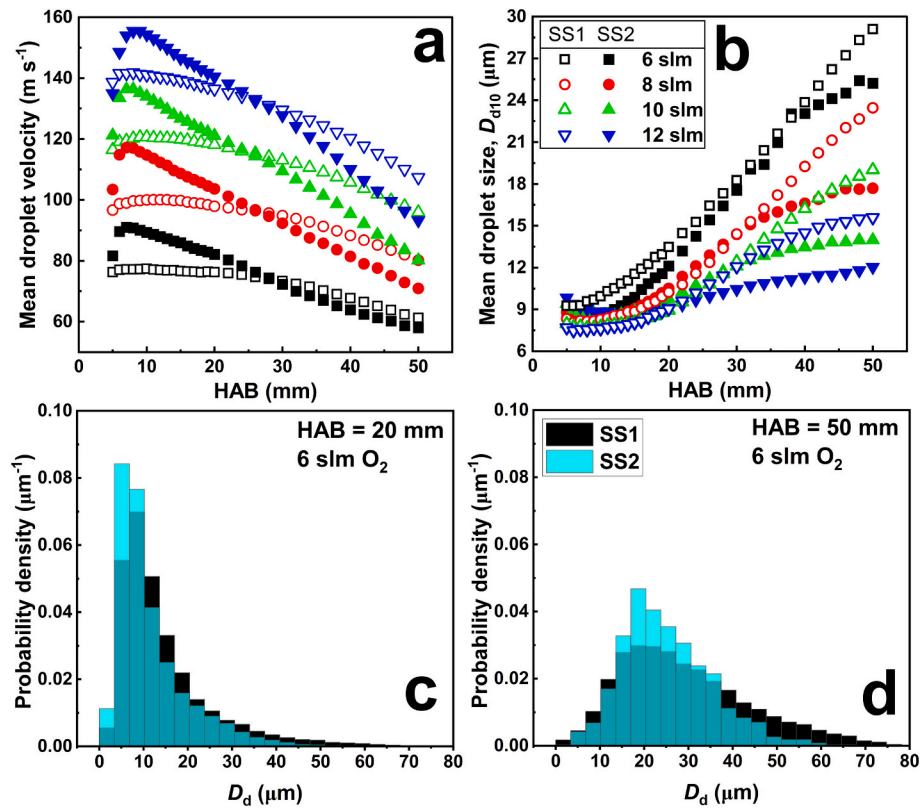 a
Mean droplet velocity (m s⁻¹)
160
140
120
100
80
60
0 10 20 30 40 50
HAB (mm)
b
SS1 SS2
6 slm
8 slm
10 slm
12 slm
Mean droplet size, D_d10 (μm)
30
27
24
21
18
15
12
9
6
0 10 20 30 40 50
HAB (mm)
HAB = 20 mm
6 slm O₂
c
Probability density (μm⁻¹)
0.10
0.08
0.06
0.04
0.02
0.00
0 10 20 30 40 50 60 70 80
D_d (μm)
SS1
SS2
HAB = 50 mm
6 slm O₂
d
Probability density (μm⁻¹)
0.10
0.08
0.06
0.04
0.02
0.00
0 10 20 30 40 50 60 70 80
D_d (μm)